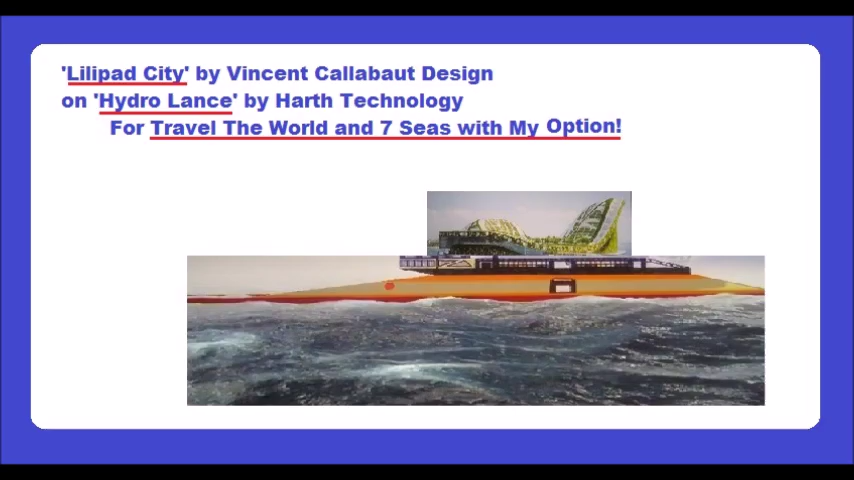 'Lilipad City' by Vincent Callabaut Design
on 'Hydro Lance' by Harth Technology
For Travel The World and 7 Seas with My Option!